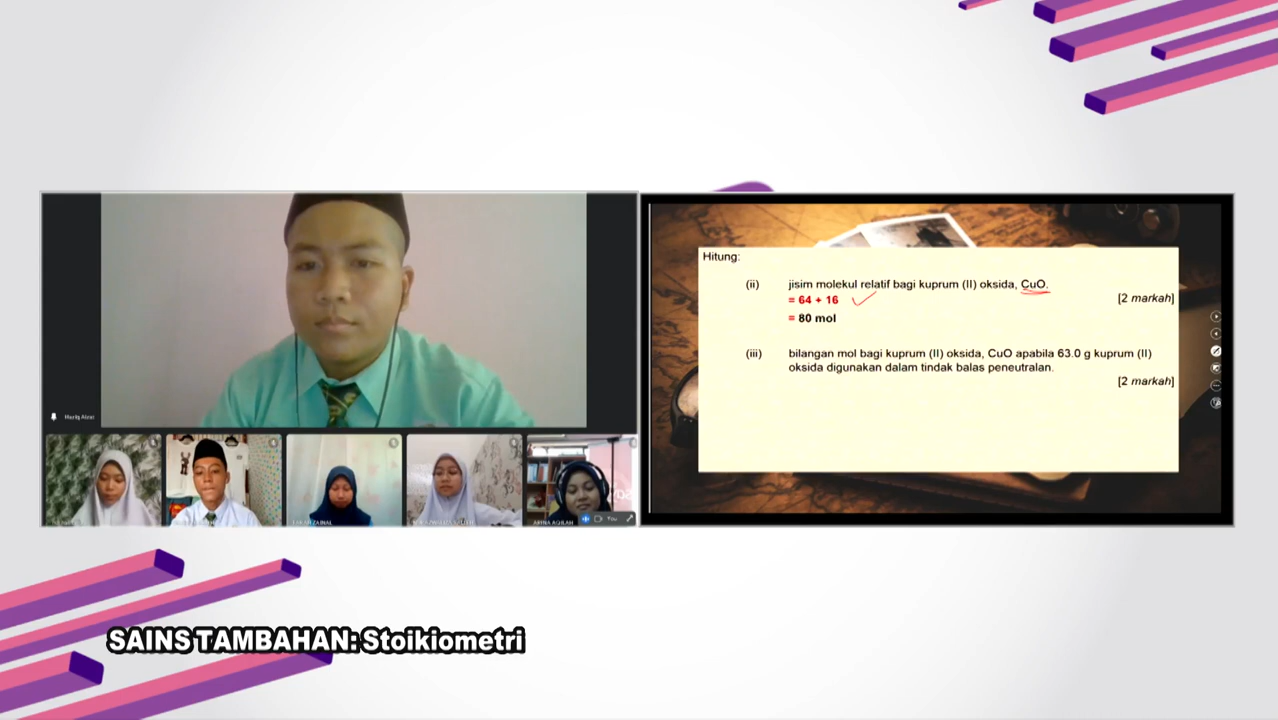 Hitung:
(ii) jisim molekul relatif bagi kuprum (II) oksida, CuO.
= 64 + 16
[2 markah]
= 80 mol
(iii) bilangan mol bagi kuprum (II) oksida, CuO apabila 63.0 g kuprum (II)
oksida digunakan dalam tindak balas peneutralan.
[2 markah]
You
SAINS TAMBAHAN: Stoikiometri